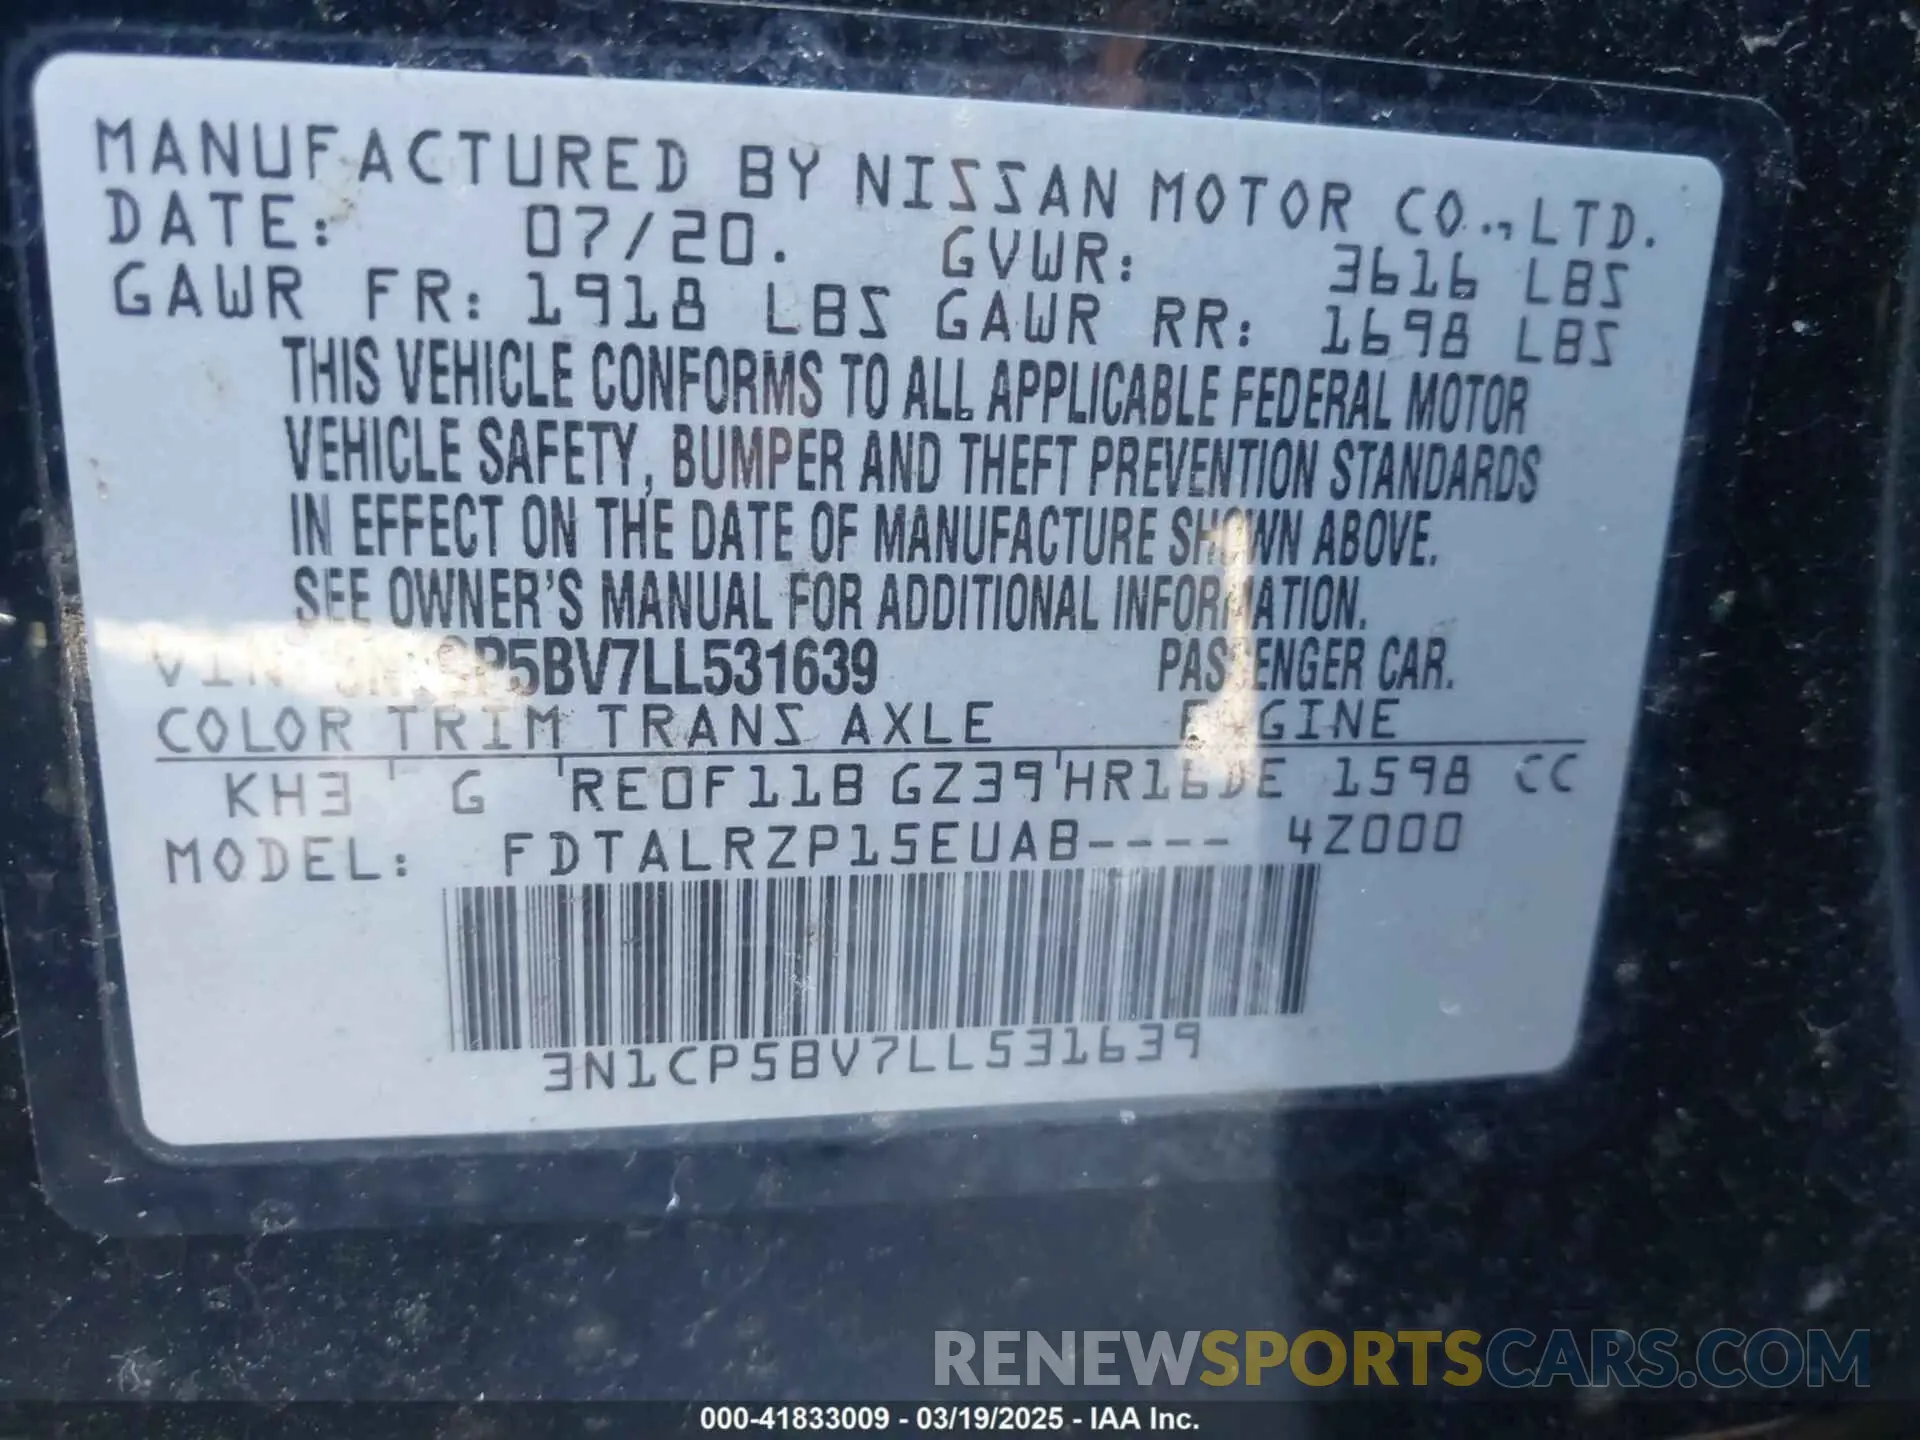 MANUFACTURED BY NISSAN MOTOR CO.,LTD.
DATE: 07/20. GVWR: 3616 LBS
GAWR FR: 1918 LBS GAWR RR: 1698 LBS
THIS VEHICLE CONFORMS TO ALL APPLICABLE FEDERAL MOTOR
VEHICLE SAFETY, BUMPER AND THEFT PREVENTION STANDARDS
IN EFFECT ON THE DATE OF MANUFACTURE SHOWN ABOVE.
SEE OWNER'S MANUAL FOR ADDITIONAL INFORMATION.
VIN: 3N1CP5BV7LL531639 PASSENGER CAR.
COLOR TRIM TRANS AXLE ENGINE
KH3 G RE0F11B GZ39 HR16DE 1598 CC
MODEL: FDTALRZP15EUAB---- 4Z000
3N1CP5BV7LL531639
RENEWSPORTSCARS.COM
000-41833009 - 03/19/2025 - IAA Inc.